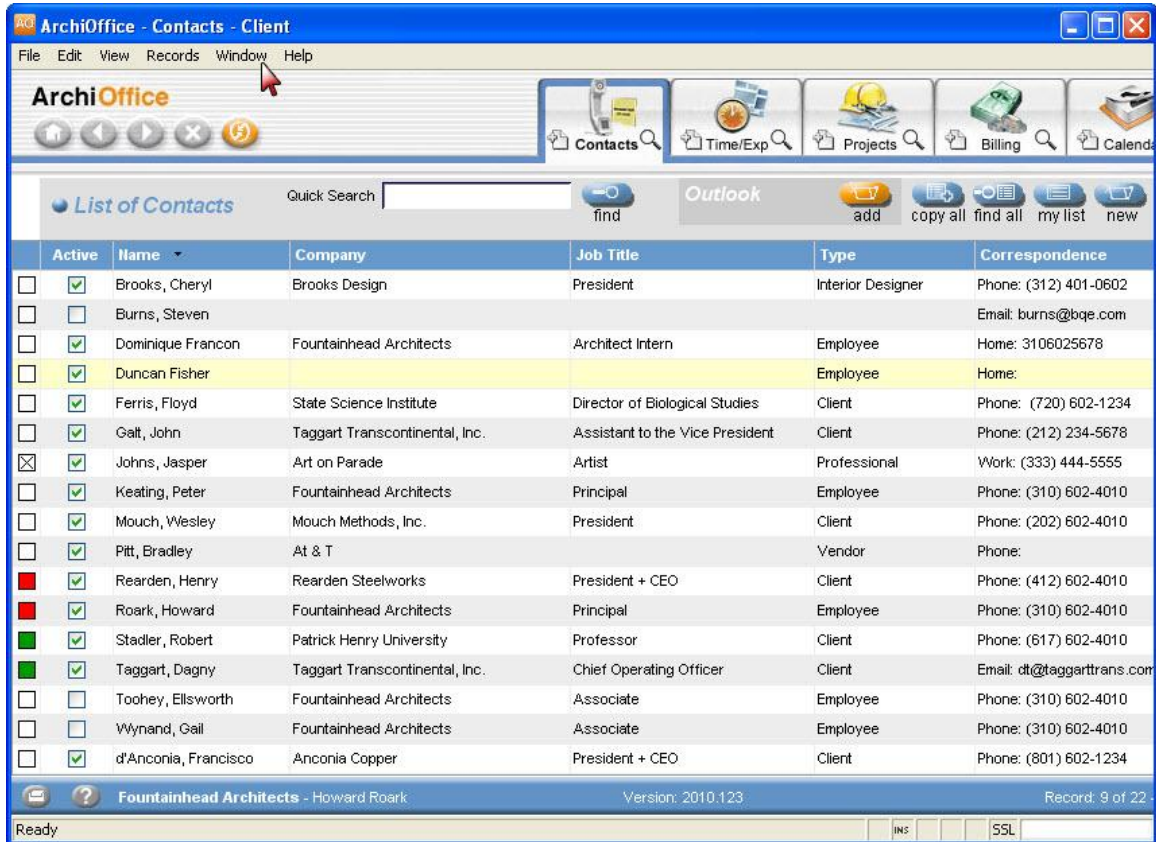 AO ArchiOffice - Contacts - Client
File Edit View Records Window Help
ArchiOffice
Contacts Time/Exp Projects Billing Calenda
List of Contacts Quick Search find Outlook add copy all find all my list new
Active Name Company Job Title Type Correspondence
Brooks, Cheryl Brooks Design President Interior Designer Phone: (312) 401-0602
Burns, Steven Email: burns@bqe.com
Dominique Francon Fountainhead Architects Architect Intern Employee Home: 3106025678
Duncan Fisher Employee Home:
Ferris, Floyd State Science Institute Director of Biological Studies Client Phone: (720) 602-1234
Galt, John Taggart Transcontinental, Inc. Assistant to the Vice President Client Phone: (212) 234-5678
Johns, Jasper Art on Parade Artist Professional Work: (333) 444-5555
Keating, Peter Fountainhead Architects Principal Employee Phone: (310) 602-4010
Mouch, Wesley Mouch Methods, Inc. President Client Phone: (202) 602-4010
Pitt, Bradley At & T Vendor Phone:
Rearden, Henry Rearden Steelworks President + CEO Client Phone: (412) 602-4010
Roark, Howard Fountainhead Architects Principal Employee Phone: (310) 602-4010
Stadler, Robert Patrick Henry University Professor Client Phone: (617) 602-4010
Taggart, Dagny Taggart Transcontinental, Inc. Chief Operating Officer Client Email: dt@taggarttrans.com
Toohey, Ellsworth Fountainhead Architects Associate Employee Phone: (310) 602-4010
Wynand, Gail Fountainhead Architects Associate Employee Phone: (310) 602-4010
d'Anconia, Francisco Anconia Copper President + CEO Client Phone: (801) 602-1234
Fountainhead Architects - Howard Roark Version: 2010.123 Record: 9 of 22 -
Ready INS SSL